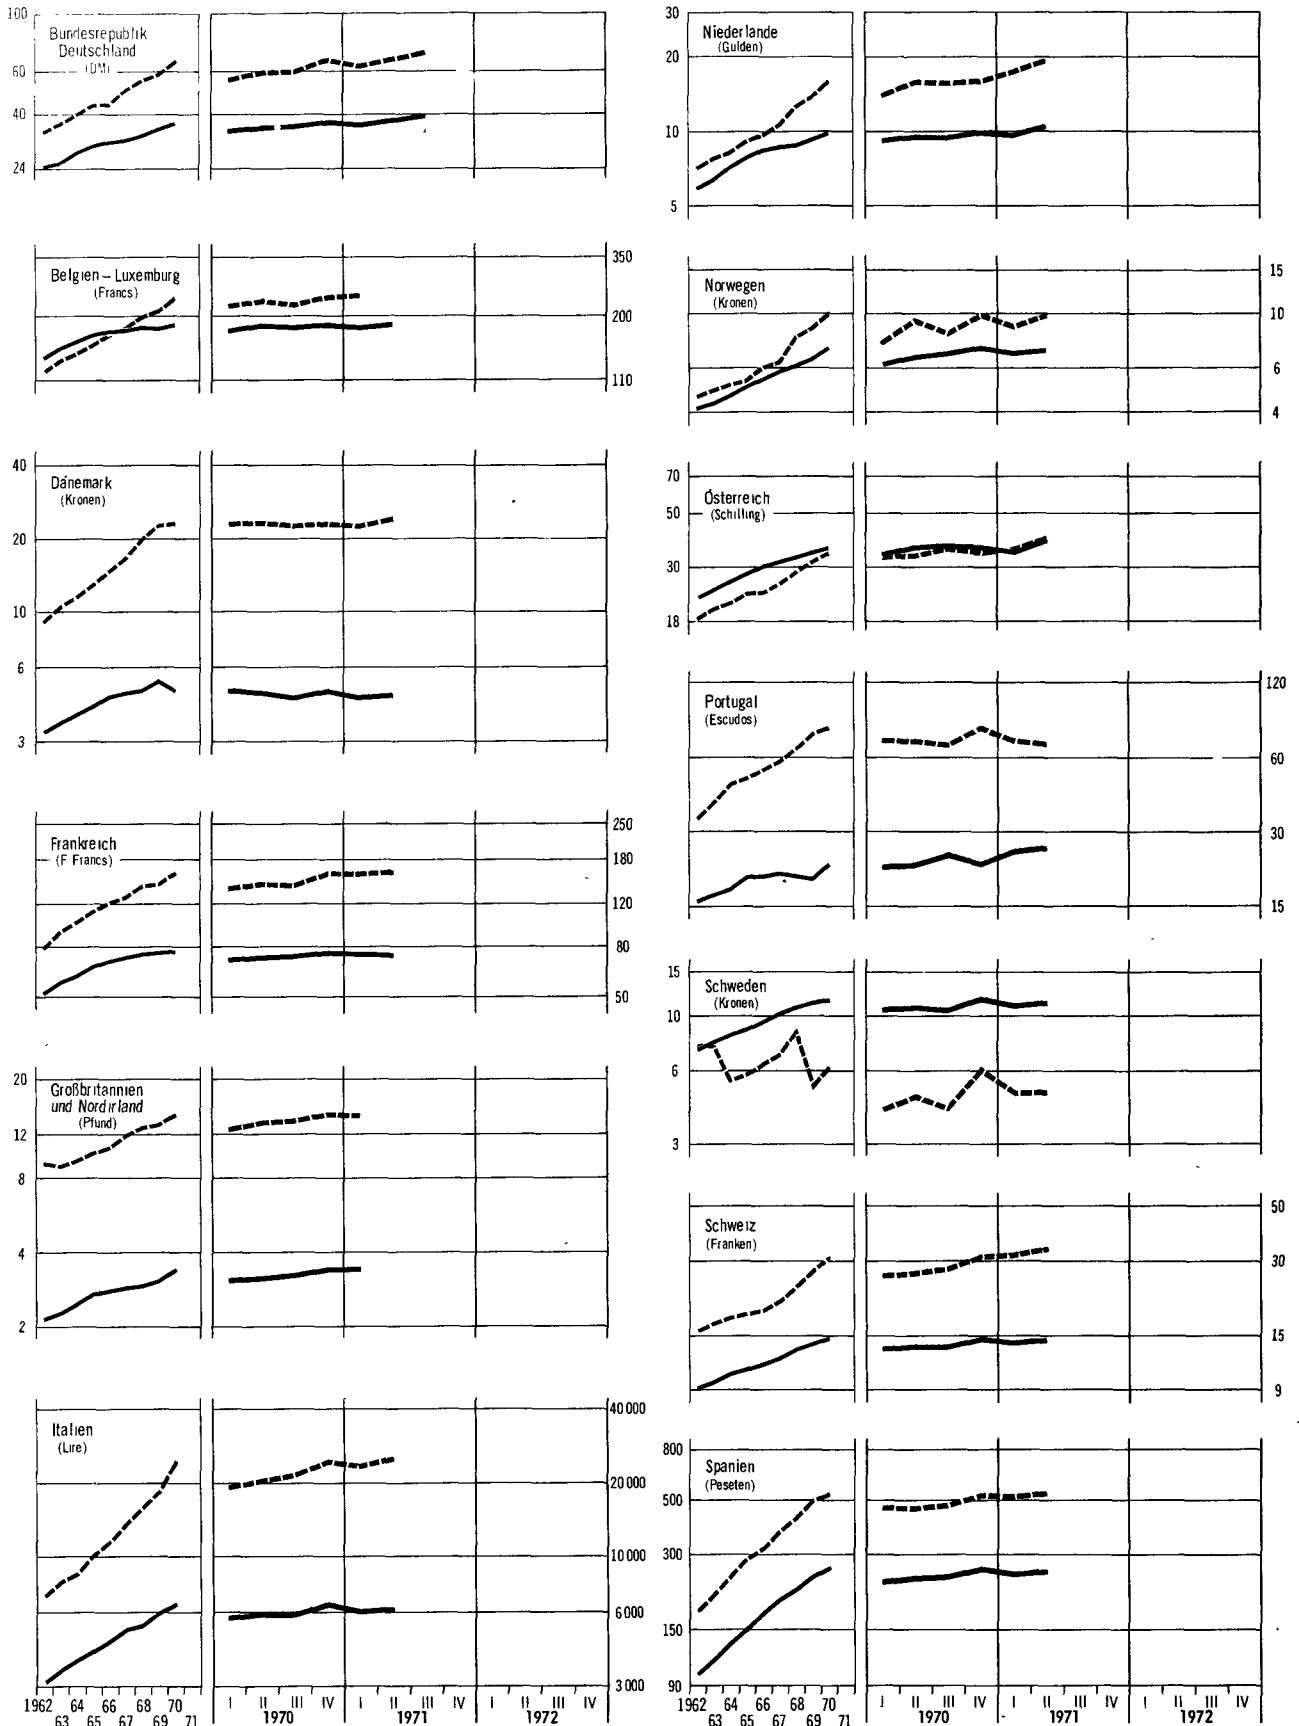 100
60
40
24
Bundesrepublik
Deutschland
(DM)
350
200
110
Belgien – Luxemburg
(Francs)
40
20
10
6
3
Dänemark
(Kronen)
250
180
120
80
50
Frankreich
(F Francs)
20
12
8
4
2
Großbritannien
und Nordirland
(Pfund)
40 000
20 000
10 000
6 000
3 000
Italien
(Lire)
1962 64 66 68 70
63 65 67 69 71
I II III IV I II III IV I II III IV
1970 1971 1972
30
20
10
5
Niederlande
(Gulden)
15
10
6
4
Norwegen
(Kronen)
70
50
30
18
Österreich
(Schilling)
120
60
30
15
Portugal
(Escudos)
15
10
6
3
Schweden
(Kronen)
50
30
15
9
Schweiz
(Franken)
800
500
300
150
90
Spanien
(Peseten)
1962 64 66 68 70
63 65 67 69 71
I II III IV I II III IV I II III IV
1970 1971 1972